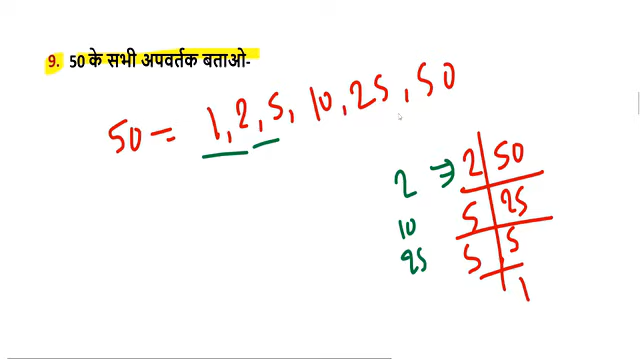 9. 50 के सभी अपवर्तक बताओ-
50 = 1, 2, 5, 10, 25, 50
2 ⇒ 2 | 50
10 5 | 25
25 5 | 5
1